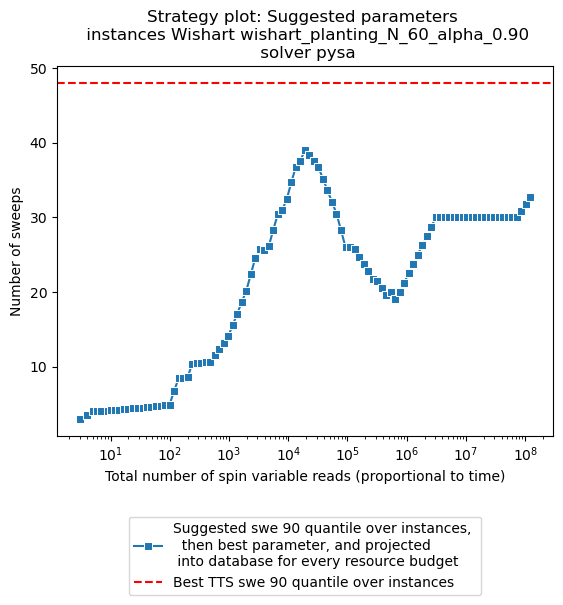 Strategy plot: Suggested parameters
instances Wishart wishart_planting_N_60_alpha_0.90
solver pysa
50
40
30
20
10
Number of sweeps
10^1 10^2 10^3 10^4 10^5 10^6 10^7 10^8
Total number of spin variable reads (proportional to time)
Suggested swe 90 quantile over instances,
then best parameter, and projected
into database for every resource budget
Best TTS swe 90 quantile over instances